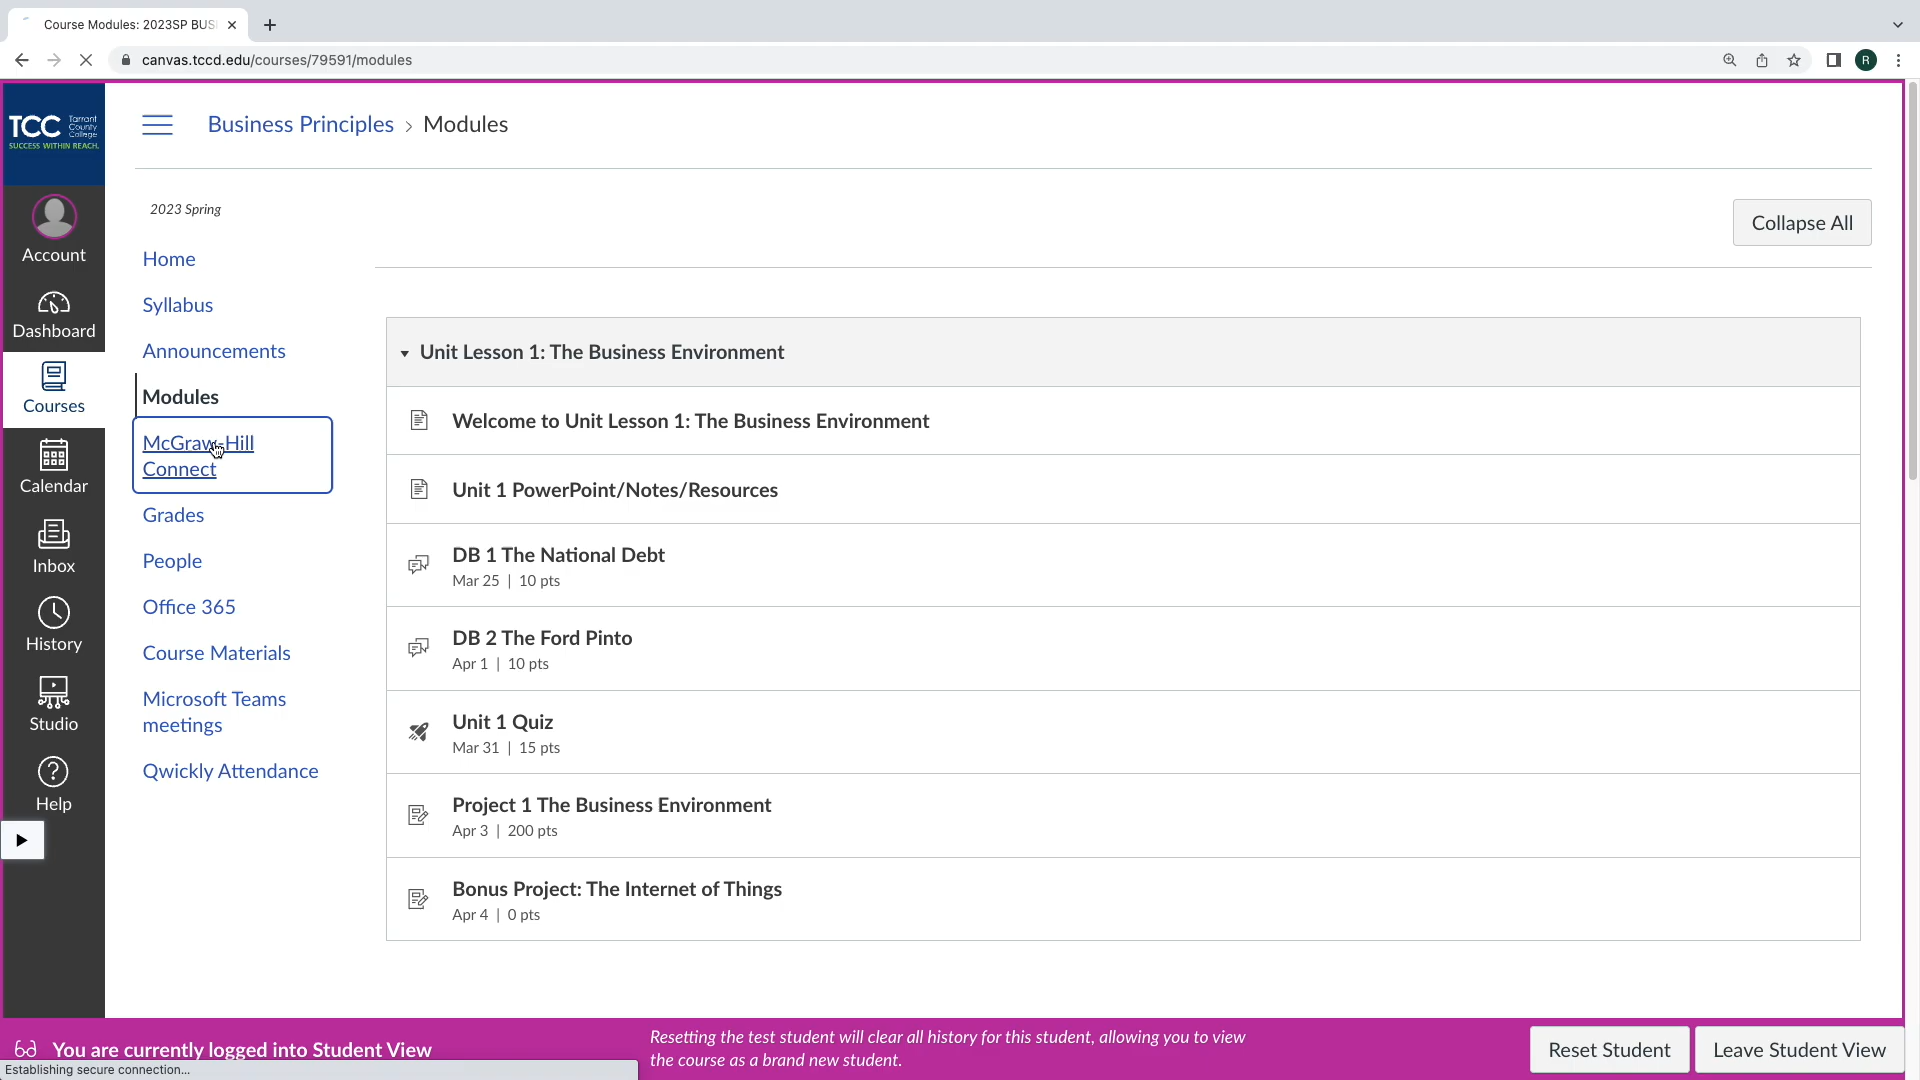 Course Modules: 2023SP BUS
canvas.tccd.edu/courses/79591/modules
R
TCC Tarrant County College
SUCCESS WITHIN REACH.
Account
Dashboard
Courses
Calendar
Inbox
History
Studio
Help
Business Principles › Modules
2023 Spring
Home
Syllabus
Announcements
Modules
McGraw-Hill
Connect
Grades
People
Office 365
Course Materials
Microsoft Teams
meetings
Qwickly Attendance
Collapse All
Unit Lesson 1: The Business Environment
Welcome to Unit Lesson 1: The Business Environment
Unit 1 PowerPoint/Notes/Resources
DB 1 The National Debt
Mar 25 | 10 pts
DB 2 The Ford Pinto
Apr 1 | 10 pts
Unit 1 Quiz
Mar 31 | 15 pts
Project 1 The Business Environment
Apr 3 | 200 pts
Bonus Project: The Internet of Things
Apr 4 | 0 pts
You are currently logged into Student View
Resetting the test student will clear all history for this student, allowing you to view
the course as a brand new student.
Reset Student
Leave Student View
Establishing secure connection...